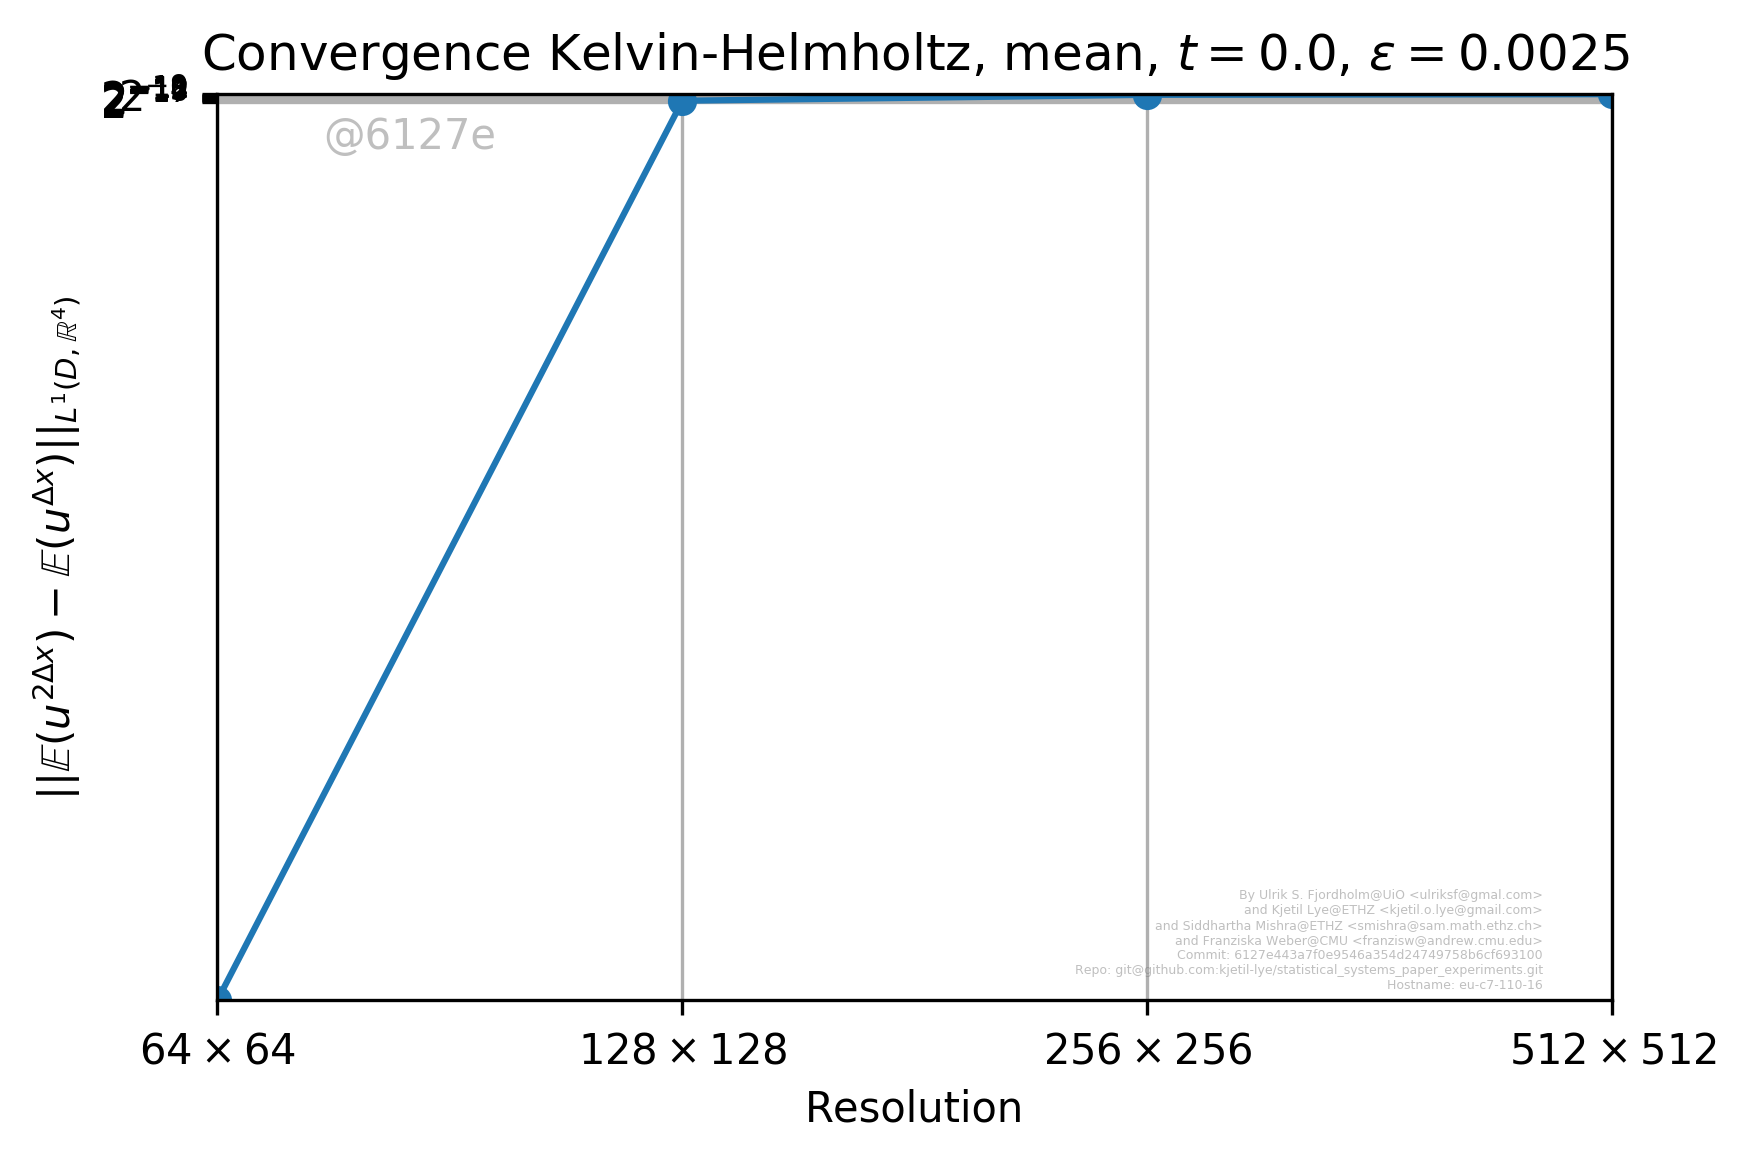 Convergence Kelvin-Helmholtz, mean, t = 0.0, ε = 0.0025
@6127e
||𝔼(u^{2Δx}) − 𝔼(u^{Δx})||_{L^1(D, ℝ^4)}
By Ulrik S. Fjordholm@UiO <ulriksf@gmal.com>
and Kjetil Lye@ETHZ <kjetil.o.lye@gmail.com>
and Siddhartha Mishra@ETHZ <smishra@sam.math.ethz.ch>
and Franziska Weber@CMU <franzisw@andrew.cmu.edu>
Commit: 6127e443a7f0e9546a354d24749758b6cf693100
Repo: git@github.com:kjetil-lye/statistical_systems_paper_experiments.git
Hostname: eu-c7-110-16
64 × 64 128 × 128 256 × 256 512 × 512
Resolution